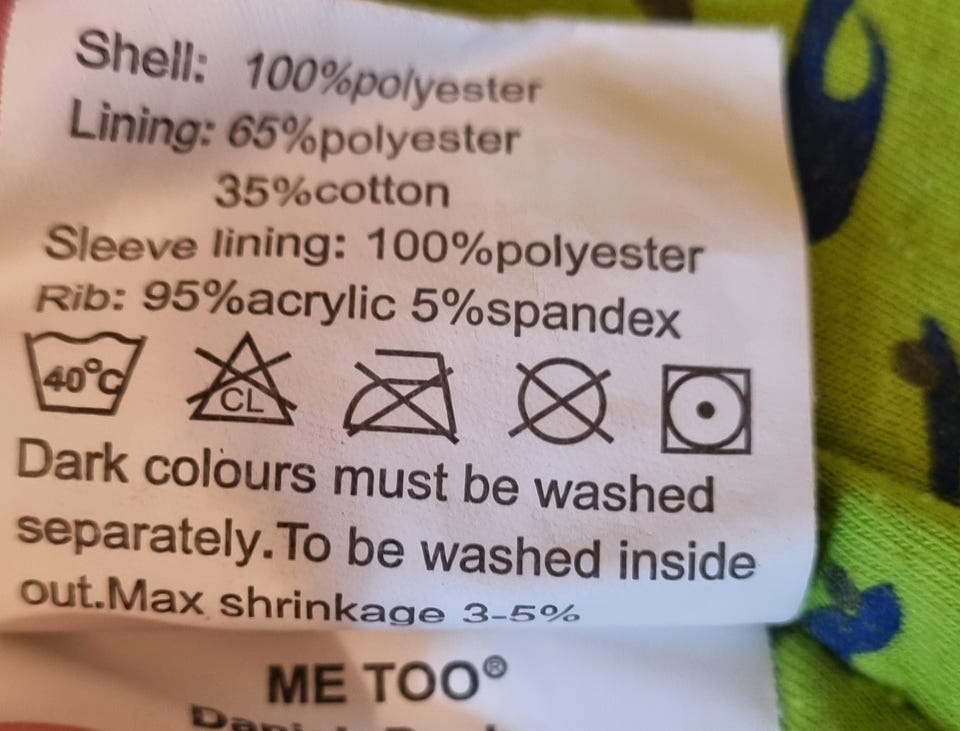 Shell: 100%polyester
Lining: 65%polyester
35%cotton
Sleeve lining: 100%polyester
Rib: 95%acrylic 5%spandex
40°C CL
Dark colours must be washed
separately.To be washed inside
out.Max shrinkage 3-5%
ME TOO®